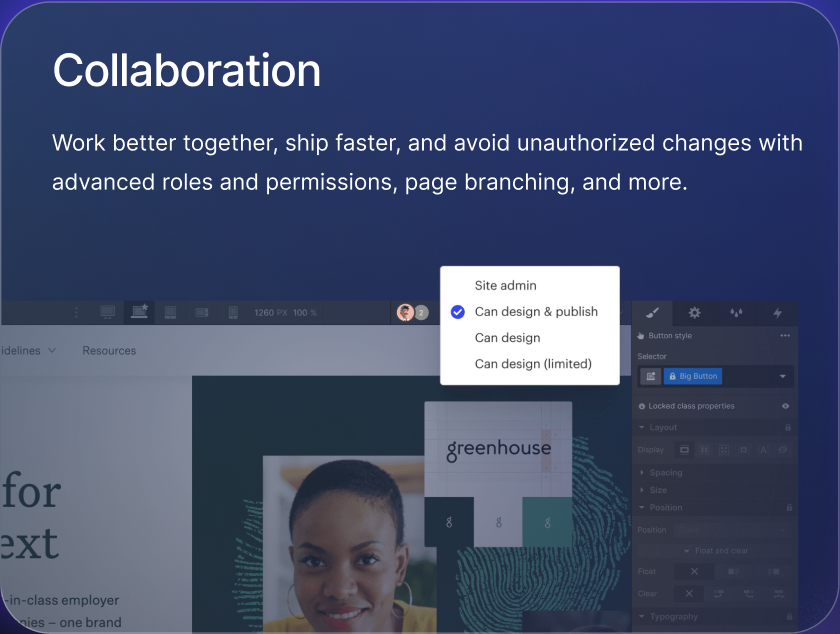 Collaboration
Work better together, ship faster, and avoid unauthorized changes with
advanced roles and permissions, page branching, and more.
Site admin
Can design & publish
Can design
Can design (limited)
1260 PX 100 %
2
idelines
Resources
Button style
Selector
Big Button
Locked class properties
Layout
Display
Spacing
Size
Position
Position
Float and clear
Float
Clear
Typography
greenhouse
g
g
g
for
ext
-in-class employer
nies – one brand